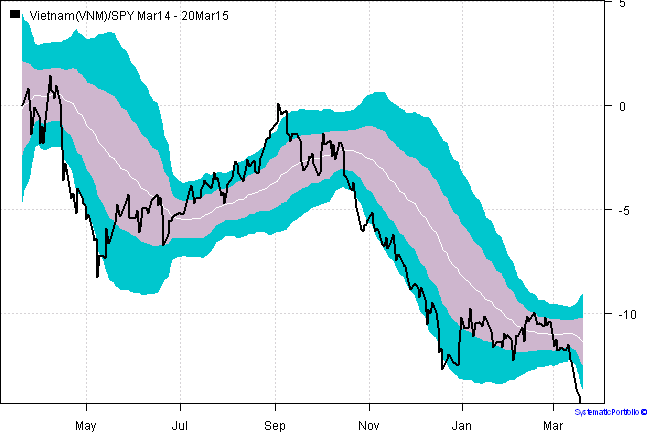 Vietnam(VNM)/SPY Mar14 - 20Mar15
5
0
-5
-10
May Jul Sep Nov Jan Mar
SystematicPortfolio ©